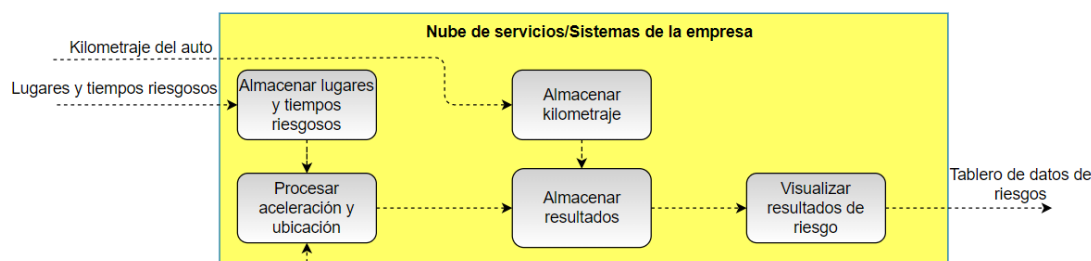 Nube de servicios/Sistemas de la empresa
Kilometraje del auto
Lugares y tiempos riesgosos
Almacenar lugares
y tiempos
riesgosos
Almacenar
kilometraje
Procesar
aceleración y
ubicación
Almacenar
resultados
Visualizar
resultados de
riesgo
Tablero de datos de
riesgos